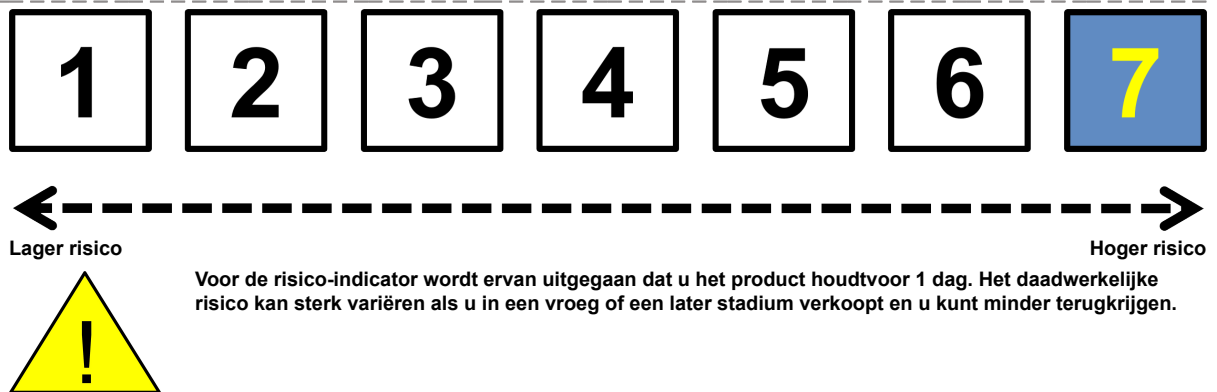 1 2 3 4 5 6 7
Lager risico Hoger risico
Voor de risico-indicator wordt ervan uitgegaan dat u het product houdtvoor 1 dag. Het daadwerkelijke
risico kan sterk variëren als u in een vroeg of een later stadium verkoopt en u kunt minder terugkrijgen.
!